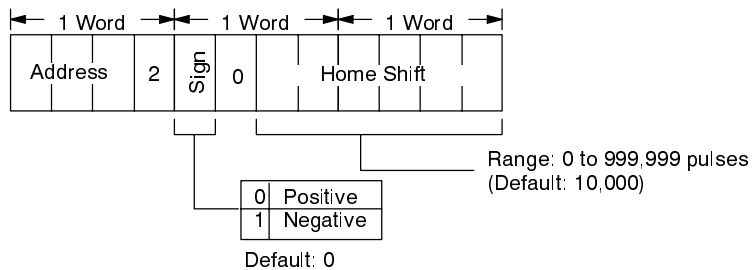 1 Word 1 Word 1 Word
Address 2 Sign 0 Home Shift
Range: 0 to 999,999 pulses
(Default: 10,000)
0 Positive
1 Negative
Default: 0